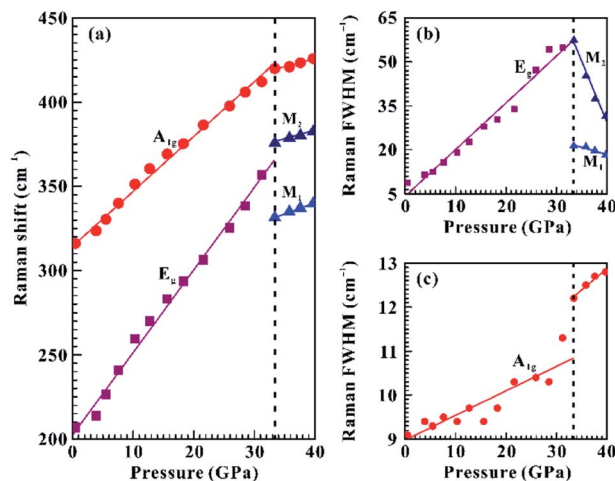 (a)
450
400
350
300
250
200
Raman shift (cm⁻¹)
A₁g
Eg
M₂
M₁
0 10 20 30 40
Pressure (GPa)
(b)
65
50
35
20
5
Raman FWHM (cm⁻¹)
Eg
M₂
M₁
0 10 20 30 40
Pressure (GPa)
(c)
13
12
11
10
9
Raman FWHM (cm⁻¹)
A₁g
0 10 20 30 40
Pressure (GPa)